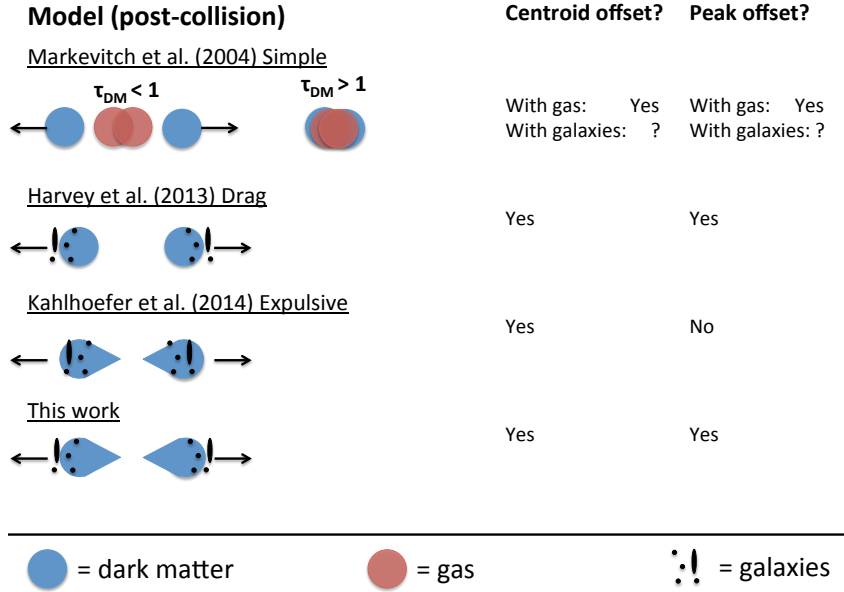 Model (post-collision) Centroid offset? Peak offset?
Markevitch et al. (2004) Simple
τDM < 1 τDM > 1
With gas: Yes With gas: Yes
With galaxies: ? With galaxies: ?
Harvey et al. (2013) Drag
Yes Yes
Kahlhoefer et al. (2014) Expulsive
Yes No
This work
Yes Yes
= dark matter = gas = galaxies